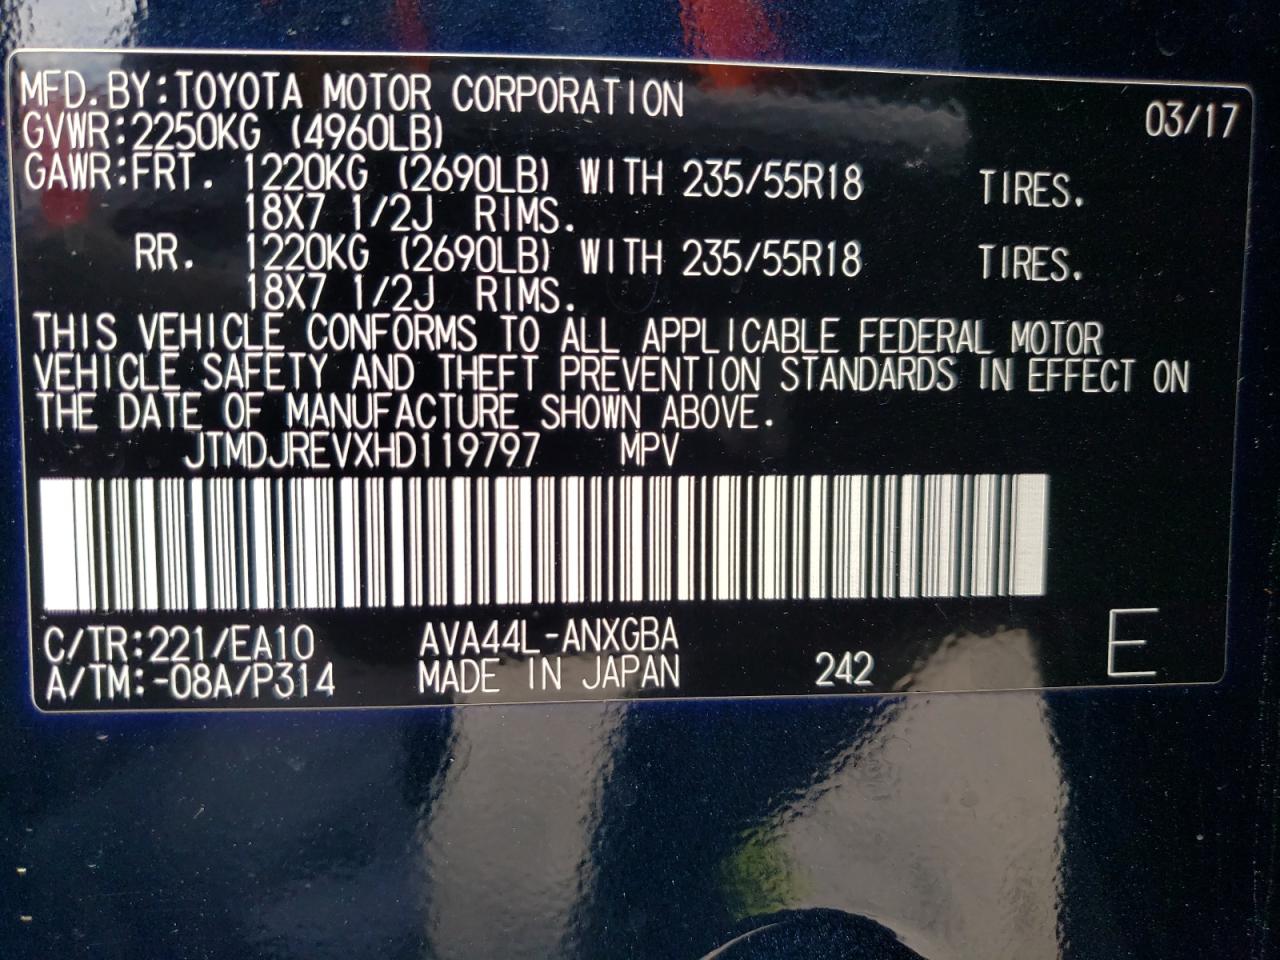 MFD. BY: TOYOTA MOTOR CORPORATION 03/17
GVWR: 2250KG (4960LB)
GAWR: FRT. 1220KG (2690LB) WITH 235/55R18 TIRES.
18X7 1/2J RIMS.
RR. 1220KG (2690LB) WITH 235/55R18 TIRES.
18X7 1/2J RIMS.
THIS VEHICLE CONFORMS TO ALL APPLICABLE FEDERAL MOTOR
VEHICLE SAFETY AND THEFT PREVENTION STANDARDS IN EFFECT ON
THE DATE OF MANUFACTURE SHOWN ABOVE.
JTMDJREVXHD119797 MPV
C/TR: 221/EA10 AVA44L-ANXGBA E
A/TM: -08A/P314 MADE IN JAPAN 242